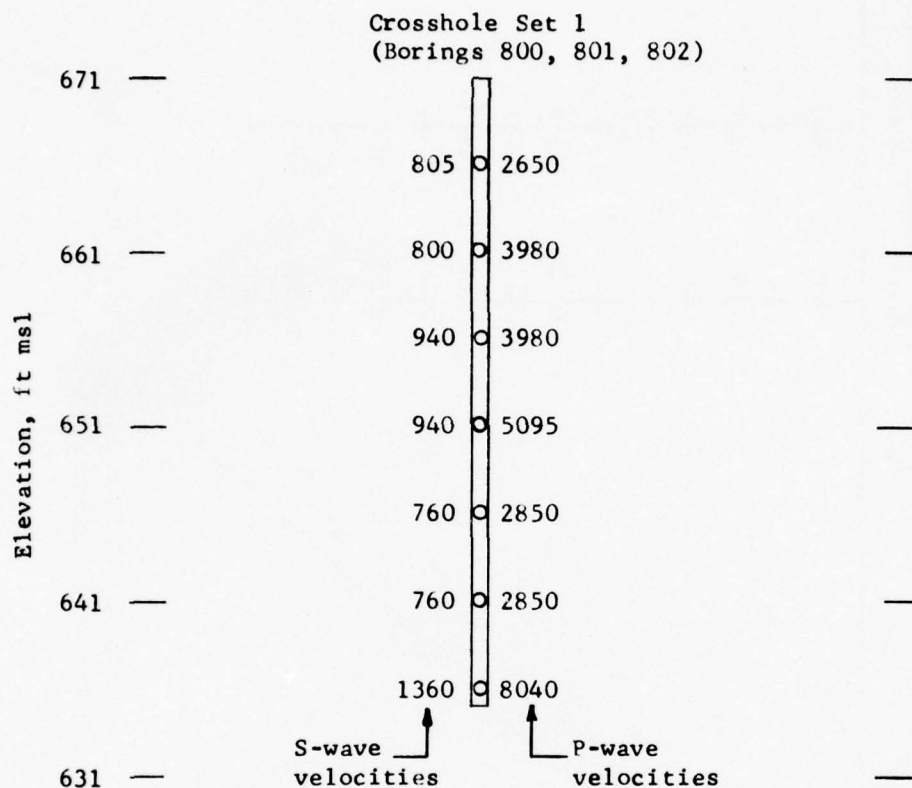 Crosshole Set 1
(Borings 800, 801, 802)
671
805 2650
661 800 3980
940 3980
651 940 5095
760 2850
641 760 2850
1360 8040
S-wave velocities
P-wave velocities
631
Elevation, ft msl